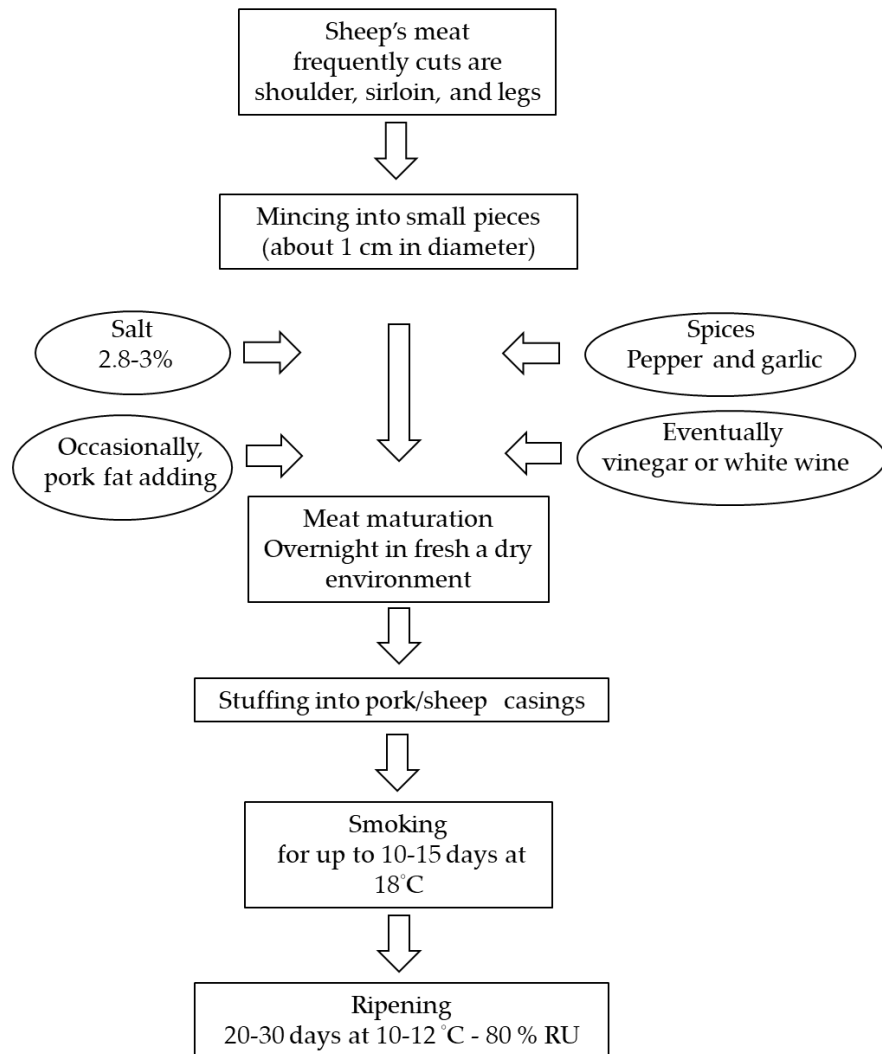 Sheep's meat
frequently cuts are
shoulder, sirloin, and legs
Mincing into small pieces
(about 1 cm in diameter)
Salt
2.8-3%
Spices
Pepper and garlic
Occasionally,
pork fat adding
Eventually
vinegar or white wine
Meat maturation
Overnight in fresh a dry
environment
Stuffing into pork/sheep casings
Smoking
for up to 10-15 days at
18°C
Ripening
20-30 days at 10-12 °C - 80 % RU